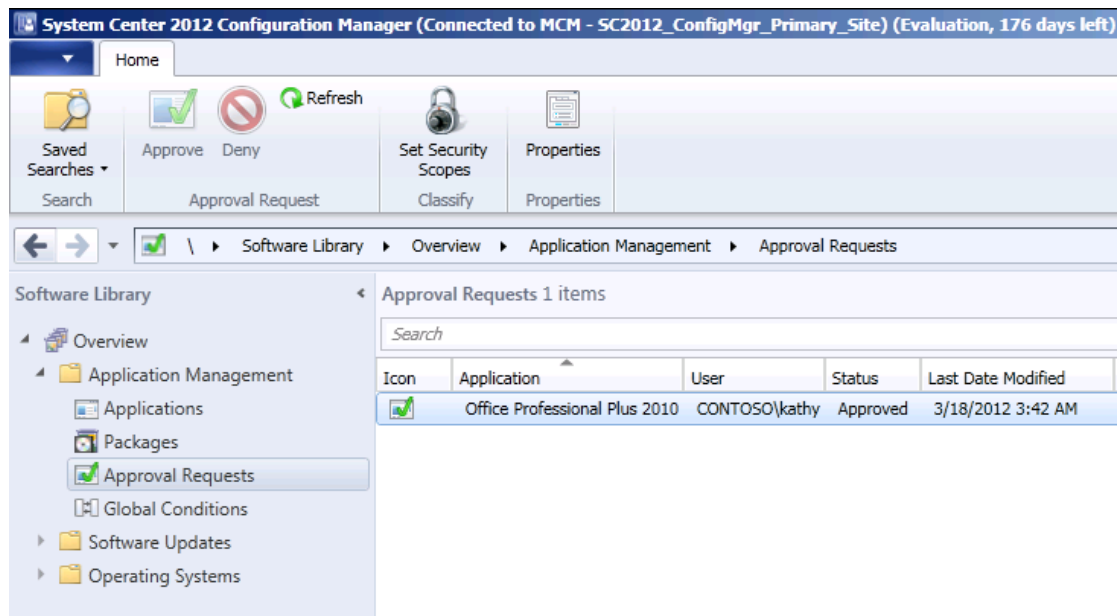 System Center 2012 Configuration Manager (Connected to MCM - SC2012_ConfigMgr_Primary_Site) (Evaluation, 176 days left)
Home
Saved Searches
Approve
Deny
Refresh
Set Security Scopes
Properties
Search
Approval Request
Classify
Properties
\ Software Library Overview Application Management Approval Requests
Software Library
Overview
Application Management
Applications
Packages
Approval Requests
Global Conditions
Software Updates
Operating Systems
Approval Requests 1 items
Search
Icon Application User Status Last Date Modified
Office Professional Plus 2010 CONTOSO\kathy Approved 3/18/2012 3:42 AM